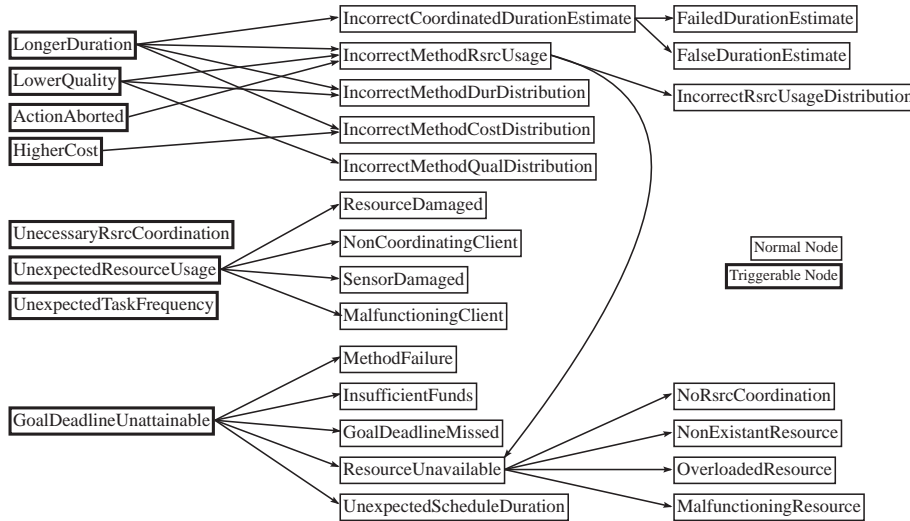 IncorrectCoordinatedDurationEstimate
FailedDurationEstimate
LongerDuration
IncorrectMethodRsrcUsage
FalseDurationEstimate
LowerQuality
IncorrectMethodDurDistribution
IncorrectRsrcUsageDistribution
ActionAborted
IncorrectMethodCostDistribution
HigherCost
IncorrectMethodQualDistribution
ResourceDamaged
UnecessaryRsrcCoordination
NonCoordinatingClient
Normal Node
UnexpectedResourceUsage
SensorDamaged
Triggerable Node
UnexpectedTaskFrequency
MalfunctioningClient
MethodFailure
InsufficientFunds
NoRsrcCoordination
GoalDeadlineUnattainable
GoalDeadlineMissed
NonExistantResource
ResourceUnavailable
OverloadedResource
UnexpectedScheduleDuration
MalfunctioningResource